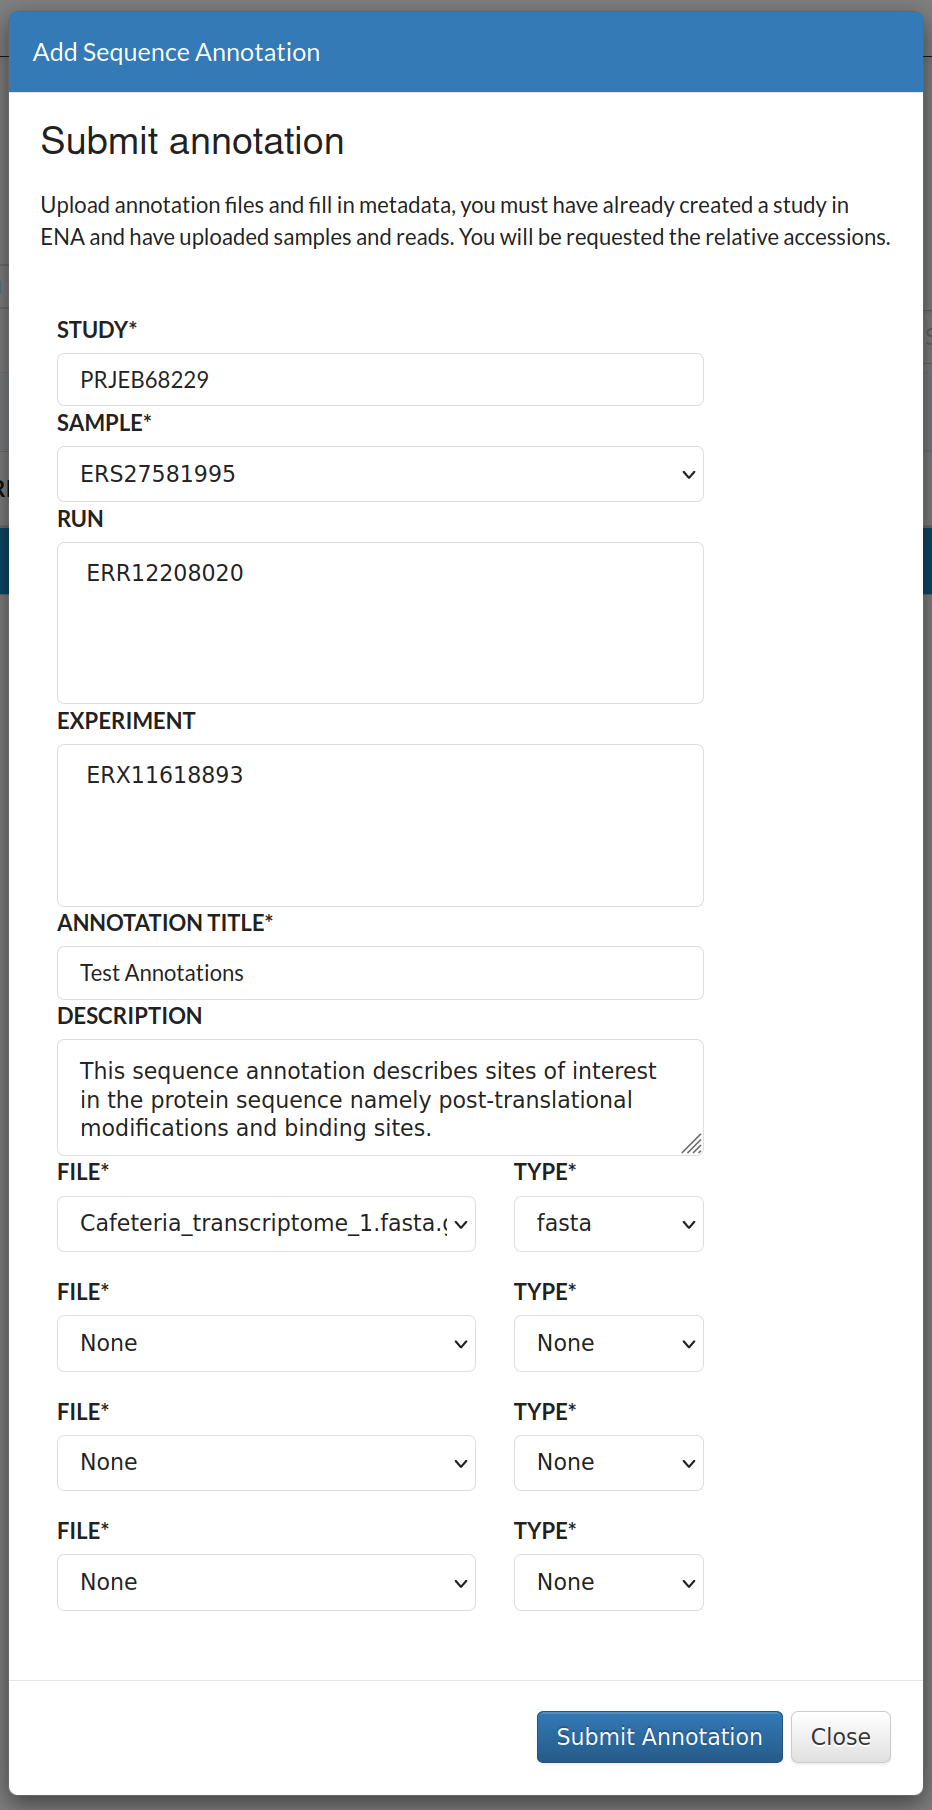 Add Sequence Annotation
Submit annotation
Upload annotation files and fill in metadata, you must have already created a study in
ENA and have uploaded samples and reads. You will be requested the relative accessions.
STUDY*
PRJEB68229
SAMPLE*
ERS27581995
RUN
ERR12208020
EXPERIMENT
ERX11618893
ANNOTATION TITLE*
Test Annotations
DESCRIPTION
This sequence annotation describes sites of interest
in the protein sequence namely post-translational
modifications and binding sites.
FILE* TYPE*
Cafeteria_transcriptome_1.fasta. fasta
FILE* TYPE*
None None
FILE* TYPE*
None None
FILE* TYPE*
None None
Submit Annotation Close